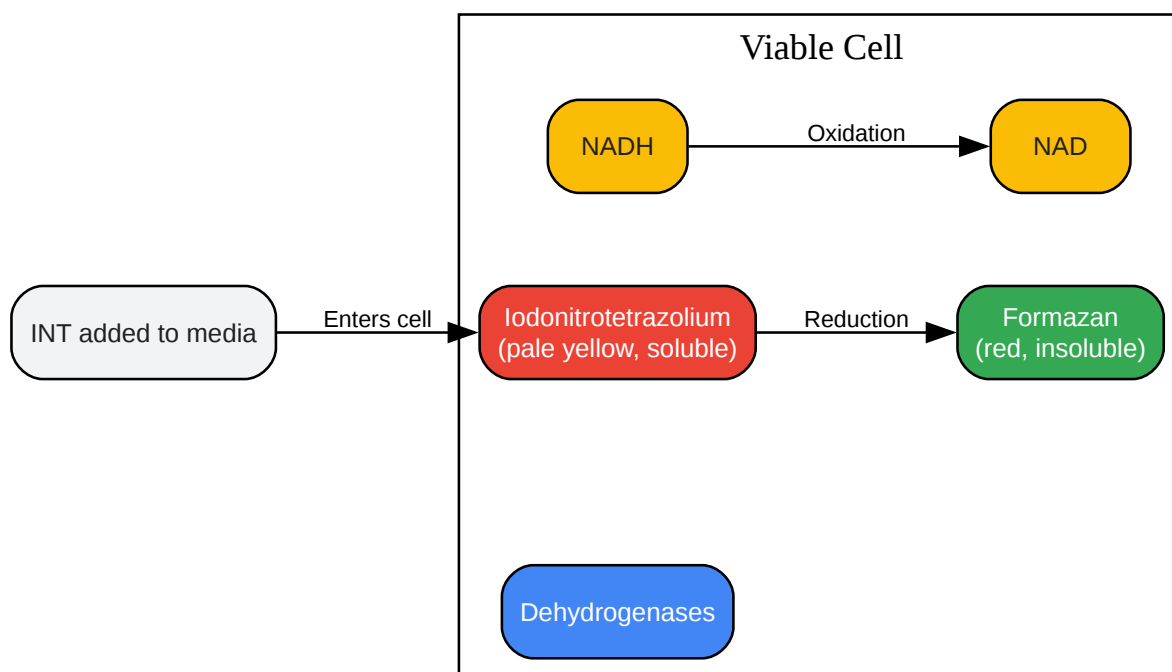 Viable Cell
NADH
Oxidation
NAD
INT added to media
Enters cell
Iodonitrotetrazolium
(pale yellow, soluble)
Reduction
Formazan
(red, insoluble)
Dehydrogenases